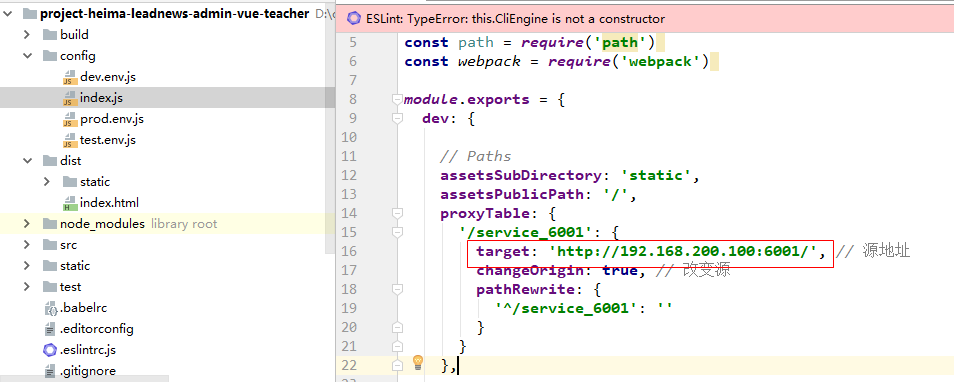 project-heima-leadnews-admin-vue-teacher D:\c
build
config
dev.env.js
index.js
prod.env.js
test.env.js
dist
static
index.html
node_modules library root
src
static
test
.babelrc
.editorconfig
.eslintrc.js
.gitignore
ESLint: TypeError: this.CliEngine is not a constructor
5 const path = require('path')
6 const webpack = require('webpack')
7
8 module.exports = {
9 dev: {
10
11 // Paths
12 assetsSubDirectory: 'static',
13 assetsPublicPath: '/',
14 proxyTable: {
15 '/service_6001': {
16 target: 'http://192.168.200.100:6001/', // 源地址
17 changeOrigin: true, // 改变源
18 pathRewrite: {
19 '^/service_6001': ''
20 }
21 }
22 },
23